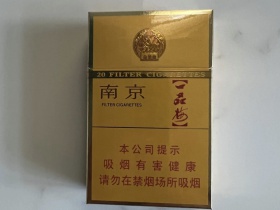 20 FILTER CIGARETTES
南京
FILTER CIGARETTES
【一品梅】
本公司提示
吸烟有害健康
请勿在禁烟场所吸烟